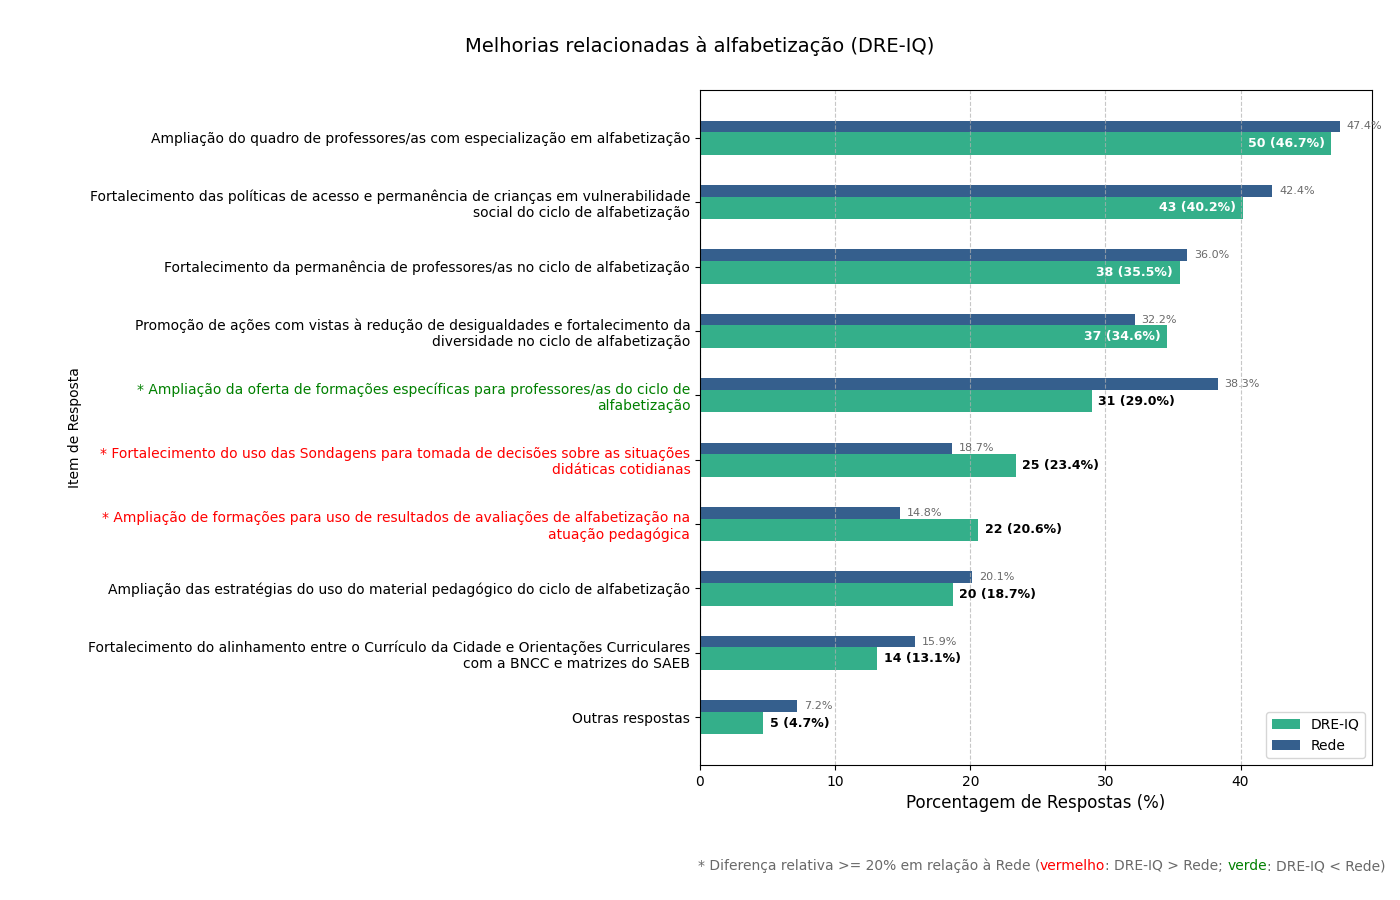 Melhorias relacionadas à alfabetização (DRE-IQ)
Item de Resposta
Ampliação do quadro de professores/as com especialização em alfabetização
47.4%
50 (46.7%)
Fortalecimento das políticas de acesso e permanência de crianças em vulnerabilidade
social do ciclo de alfabetização
42.4%
43 (40.2%)
Fortalecimento da permanência de professores/as no ciclo de alfabetização
36.0%
38 (35.5%)
Promoção de ações com vistas à redução de desigualdades e fortalecimento da
diversidade no ciclo de alfabetização
32.2%
37 (34.6%)
* Ampliação da oferta de formações específicas para professores/as do ciclo de
alfabetização
38.3%
31 (29.0%)
* Fortalecimento do uso das Sondagens para tomada de decisões sobre as situações
didáticas cotidianas
18.7%
25 (23.4%)
* Ampliação de formações para uso de resultados de avaliações de alfabetização na
atuação pedagógica
14.8%
22 (20.6%)
Ampliação das estratégias do uso do material pedagógico do ciclo de alfabetização
20.1%
20 (18.7%)
Fortalecimento do alinhamento entre o Currículo da Cidade e Orientações Curriculares
com a BNCC e matrizes do SAEB
15.9%
14 (13.1%)
Outras respostas
7.2%
5 (4.7%)
DRE-IQ
Rede
0 10 20 30 40
Porcentagem de Respostas (%)
* Diferença relativa >= 20% em relação à Rede (vermelho: DRE-IQ > Rede; verde: DRE-IQ < Rede)